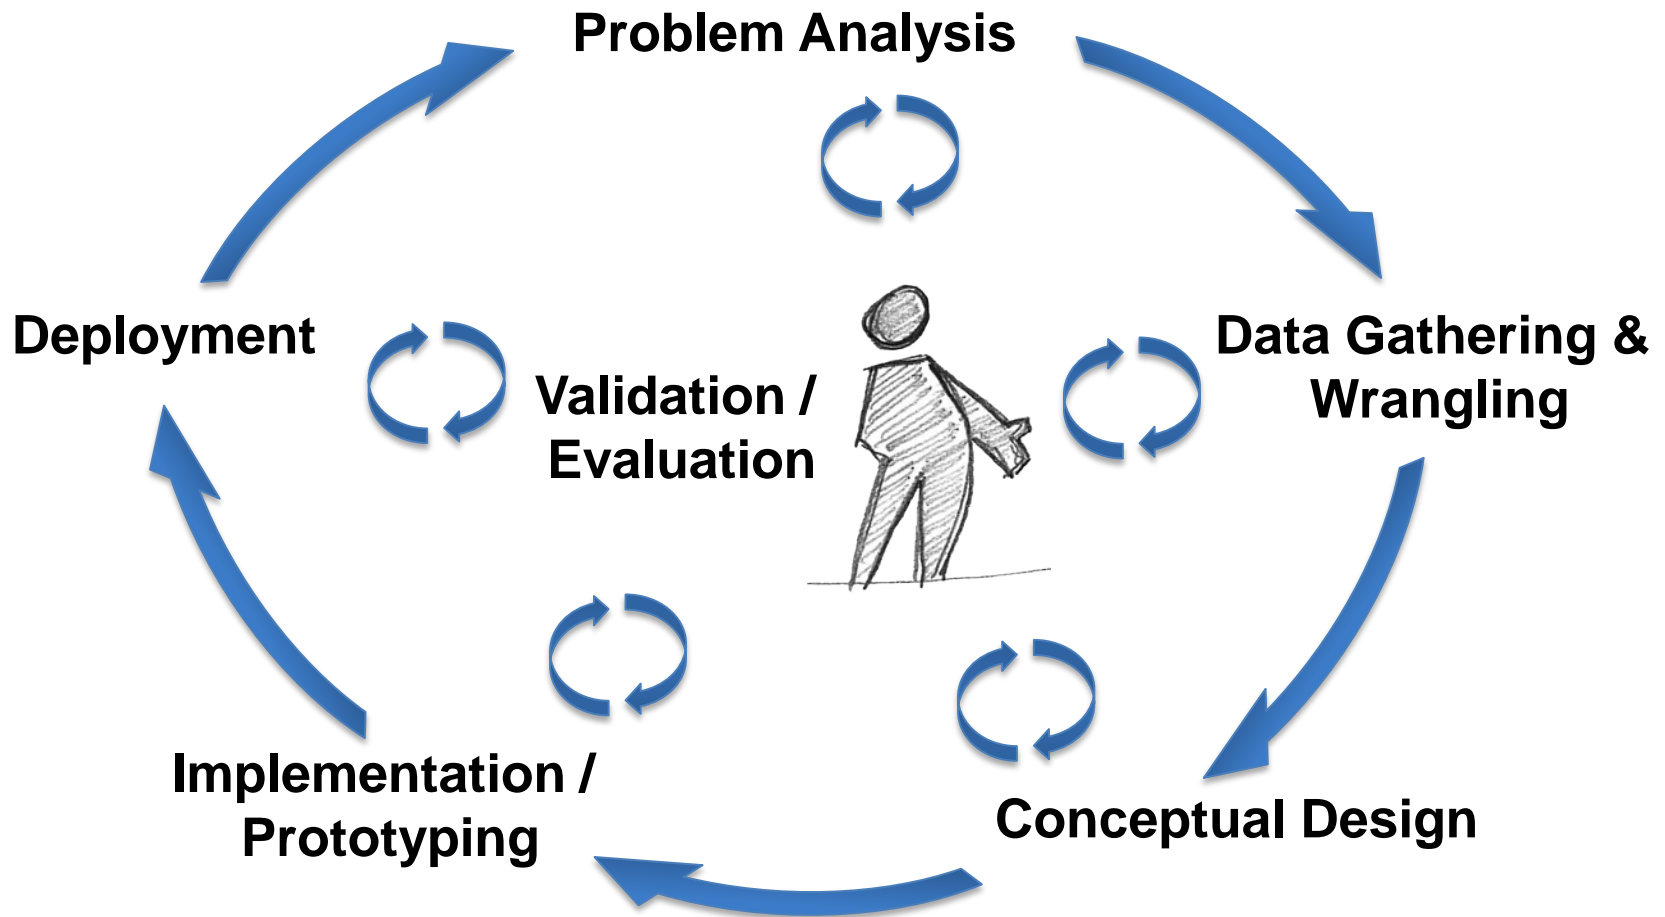 Problem Analysis
Deployment
Data Gathering &
Wrangling
Validation /
Evaluation
Implementation /
Prototyping
Conceptual Design